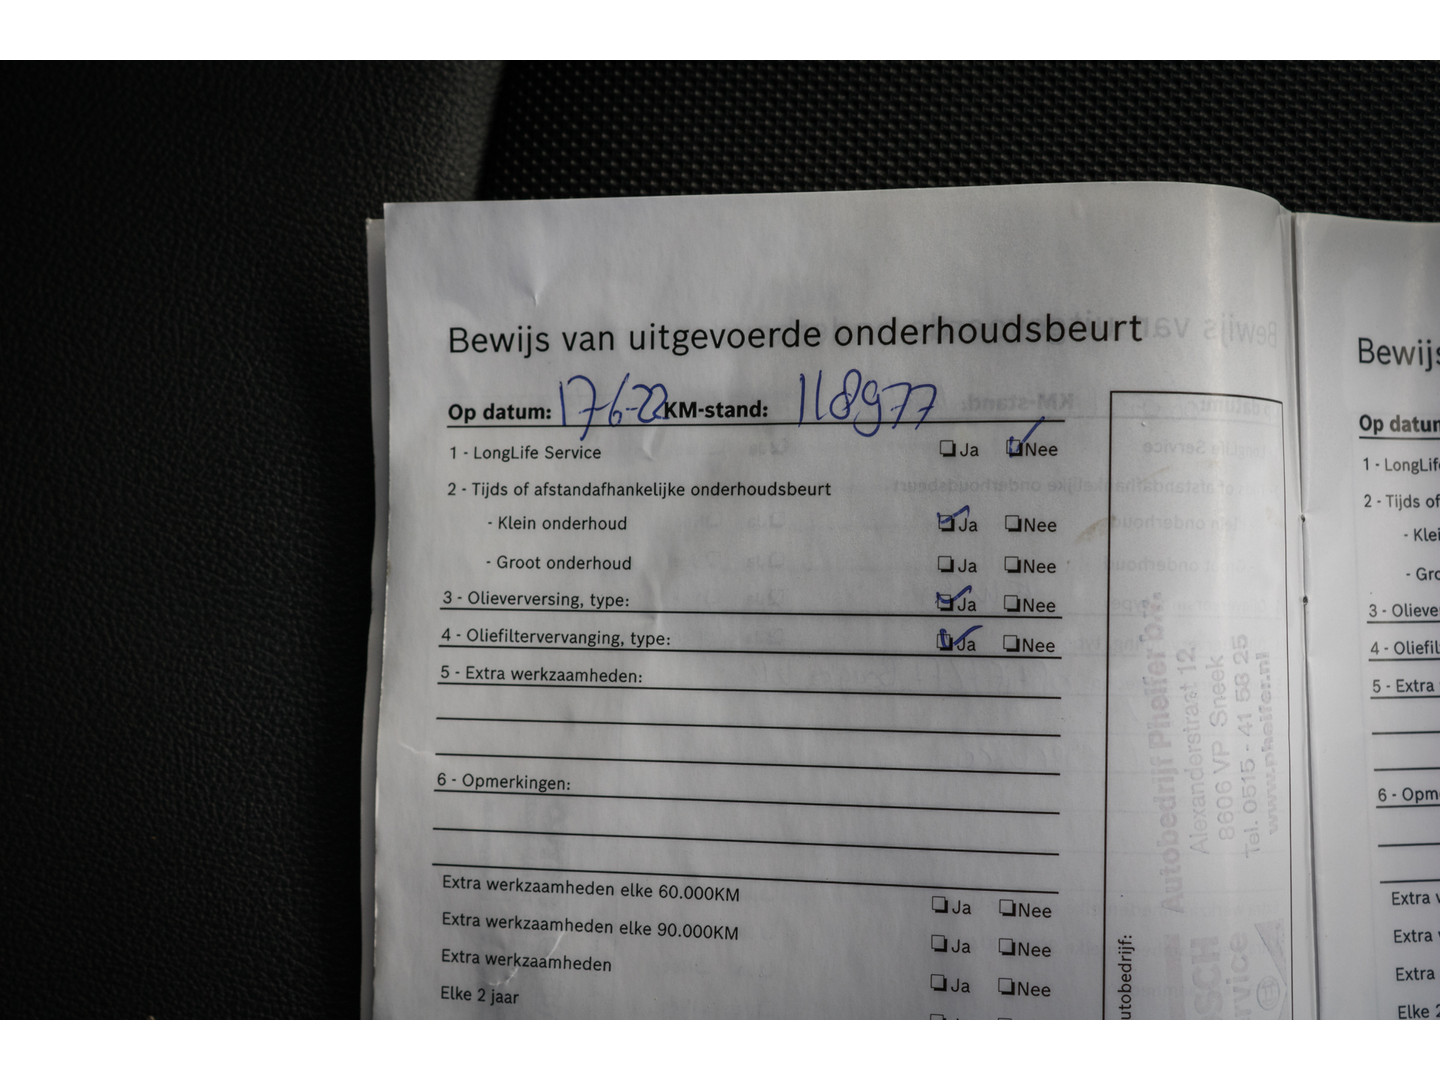 Bewijs van uitgevoerde onderhoudsbeurt
Op datum: 17-6-22 KM-stand: 118977
1 - LongLife Service Ja Nee
2 - Tijds of afstandafhankelijke onderhoudsbeurt
- Klein onderhoud Ja Nee
- Groot onderhoud Ja Nee
3 - Olieverversing, type: Ja Nee
4 - Oliefiltervervanging, type: Ja Nee
5 - Extra werkzaamheden:
6 - Opmerkingen:
Extra werkzaamheden elke 60.000KM Ja Nee
Extra werkzaamheden elke 90.000KM Ja Nee
Extra werkzaamheden Ja Nee
Elke 2 jaar
Autobedrijf Pheifer b.v.
Alexanderstraat 12
8606 VP Sneek
Tel. 0515 - 41 58 25
www.pheifer.nl
utobedrijf:
Bewijs
Op datum
1 - LongLife
2 - Tijds of
- Klei
- Gro
3 - Oliever
4 - Oliefil
5 - Extra
6 - Opme
Extra
Extra
Extra
Elke 2